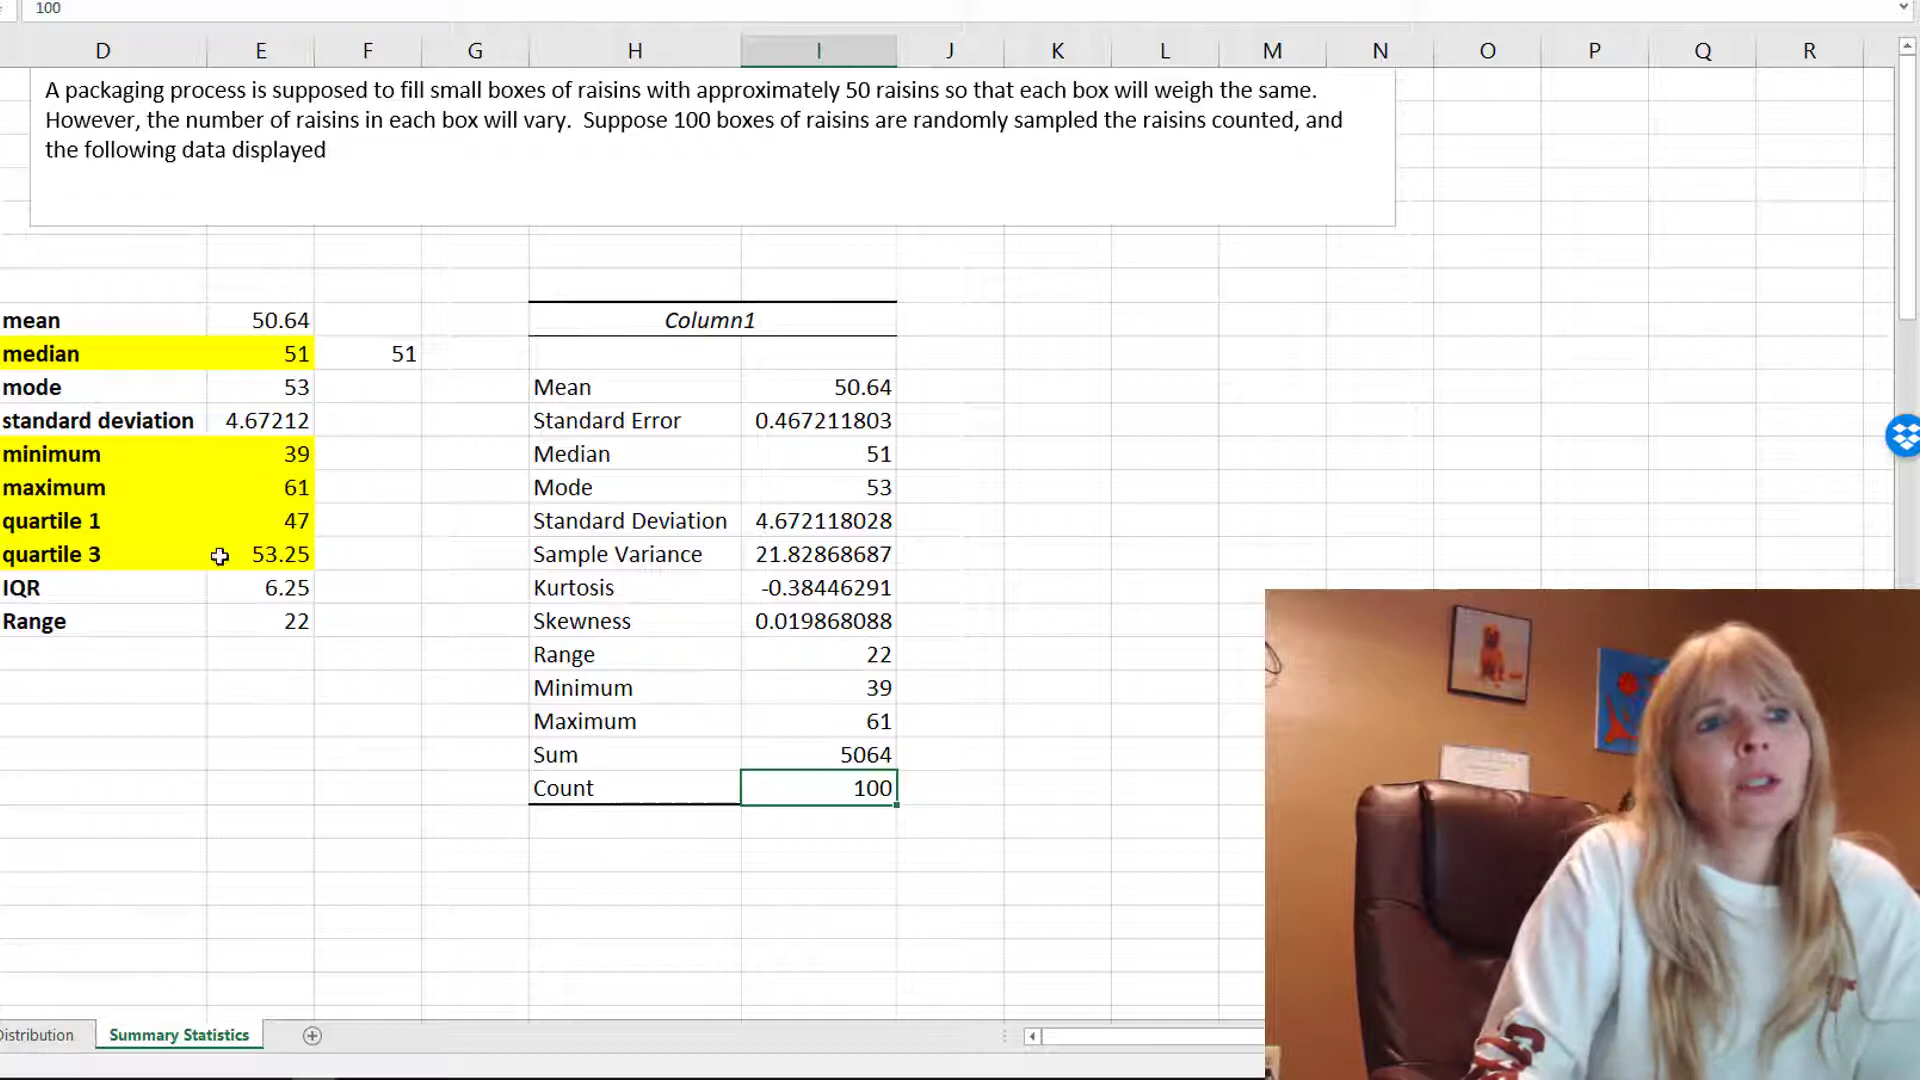 100
D E F G H I J K L M N O P Q R
A packaging process is supposed to fill small boxes of raisins with approximately 50 raisins so that each box will weigh the same.
However, the number of raisins in each box will vary. Suppose 100 boxes of raisins are randomly sampled the raisins counted, and
the following data displayed
mean 50.64
median 51 51
mode 53
standard deviation 4.67212
minimum 39
maximum 61
quartile 1 47
quartile 3 53.25
IQR 6.25
Range 22
Column1
Mean 50.64
Standard Error 0.467211803
Median 51
Mode 53
Standard Deviation 4.672118028
Sample Variance 21.82868687
Kurtosis -0.38446291
Skewness 0.019868088
Range 22
Minimum 39
Maximum 61
Sum 5064
Count 100
Distribution Summary Statistics